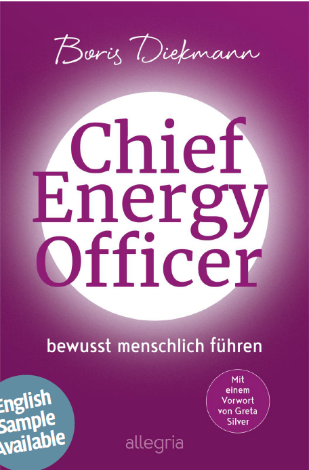 Boris Diekmann
Chief
Energy
Officer
bewusst menschlich führen
Mit
einem
Vorwort
von Greta
Silver
English
Sample
Available
allegria